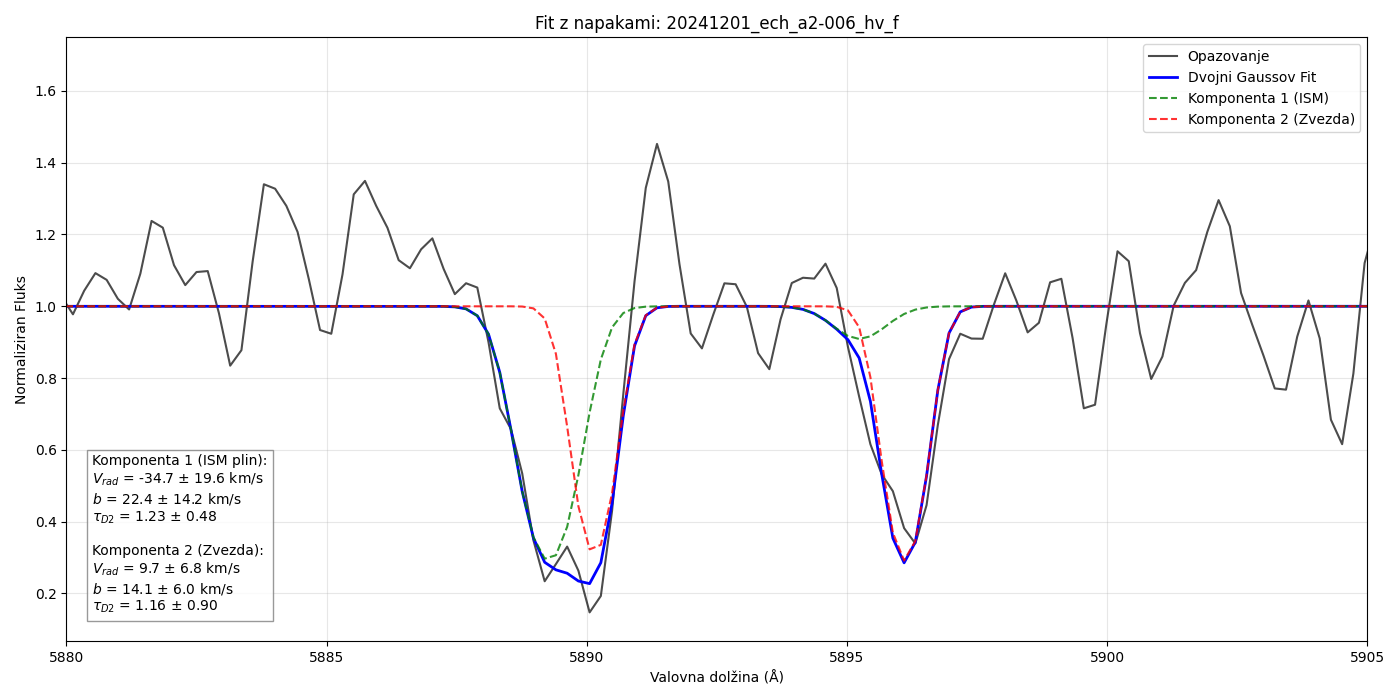 Fit z napakami: 20241201_ech_a2-006_hv_f
Opazovanje
Dvojni Gaussov Fit
Komponenta 1 (ISM)
Komponenta 2 (Zvezda)
Normaliziran Fluks
1.6
1.4
1.2
1.0
0.8
0.6
0.4
0.2
Komponenta 1 (ISM plin):
V_rad = -34.7 ± 19.6 km/s
b = 22.4 ± 14.2 km/s
τ_D2 = 1.23 ± 0.48
Komponenta 2 (Zvezda):
V_rad = 9.7 ± 6.8 km/s
b = 14.1 ± 6.0 km/s
τ_D2 = 1.16 ± 0.90
5880 5885 5890 5895 5900 5905
Valovna dolžina (Å)